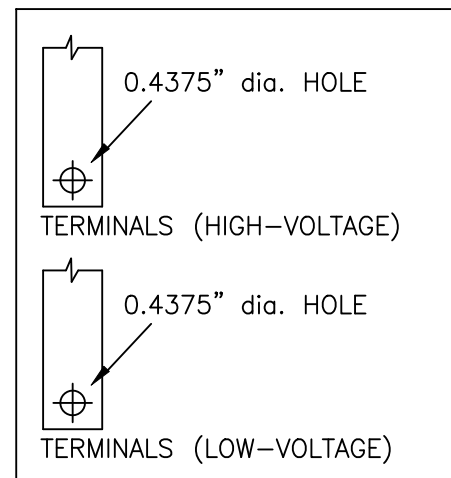 0.4375” dia. HOLE
TERMINALS (HIGH-VOLTAGE)
0.4375” dia. HOLE
TERMINALS (LOW-VOLTAGE)